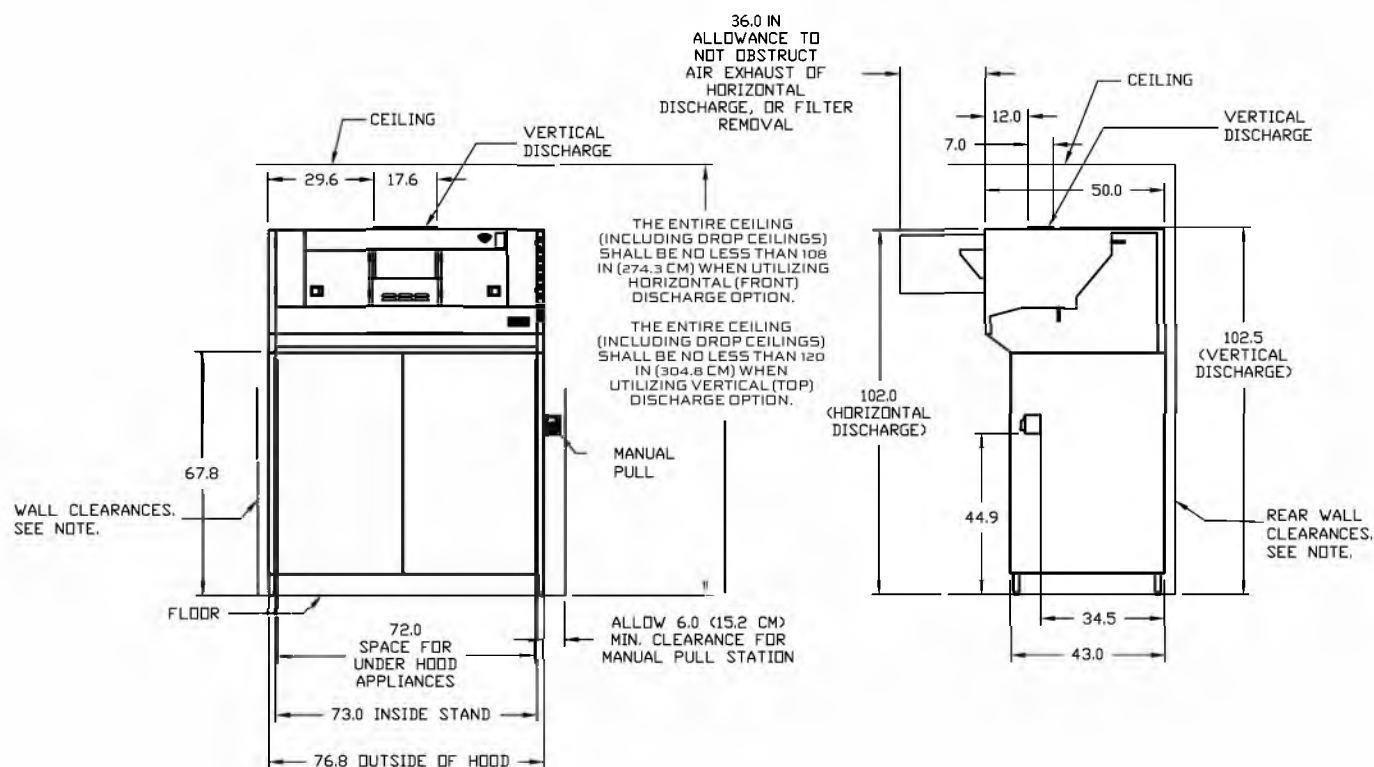 36.0 IN
ALLOWANCE TO
NOT OBSTRUCT
AIR EXHAUST OF
HORIZONTAL
DISCHARGE, OR FILTER
REMOVAL
CEILING
VERTICAL
DISCHARGE
29.6
17.6
THE ENTIRE CEILING
(INCLUDING DROP CEILINGS)
SHALL BE NO LESS THAN 108
IN (274.3 CM) WHEN UTILIZING
HORIZONTAL (FRONT)
DISCHARGE OPTION.
THE ENTIRE CEILING
(INCLUDING DROP CEILINGS)
SHALL BE NO LESS THAN 120
IN (304.8 CM) WHEN
UTILIZING VERTICAL (TOP)
DISCHARGE OPTION.
67.8
MANUAL
PULL
WALL CLEARANCES.
SEE NOTE.
FLOOR
72.0
SPACE FOR
UNDER HOOD
APPLIANCES
ALLOW 6.0 (15.2 CM)
MIN. CLEARANCE FOR
MANUAL PULL STATION
73.0 INSIDE STAND
76.8 OUTSIDE OF HOOD
CEILING
12.0
7.0
VERTICAL
DISCHARGE
50.0
102.0
(HORIZONTAL
DISCHARGE)
102.5
(VERTICAL
DISCHARGE)
44.9
REAR WALL
CLEARANCES.
SEE NOTE.
34.5
43.0